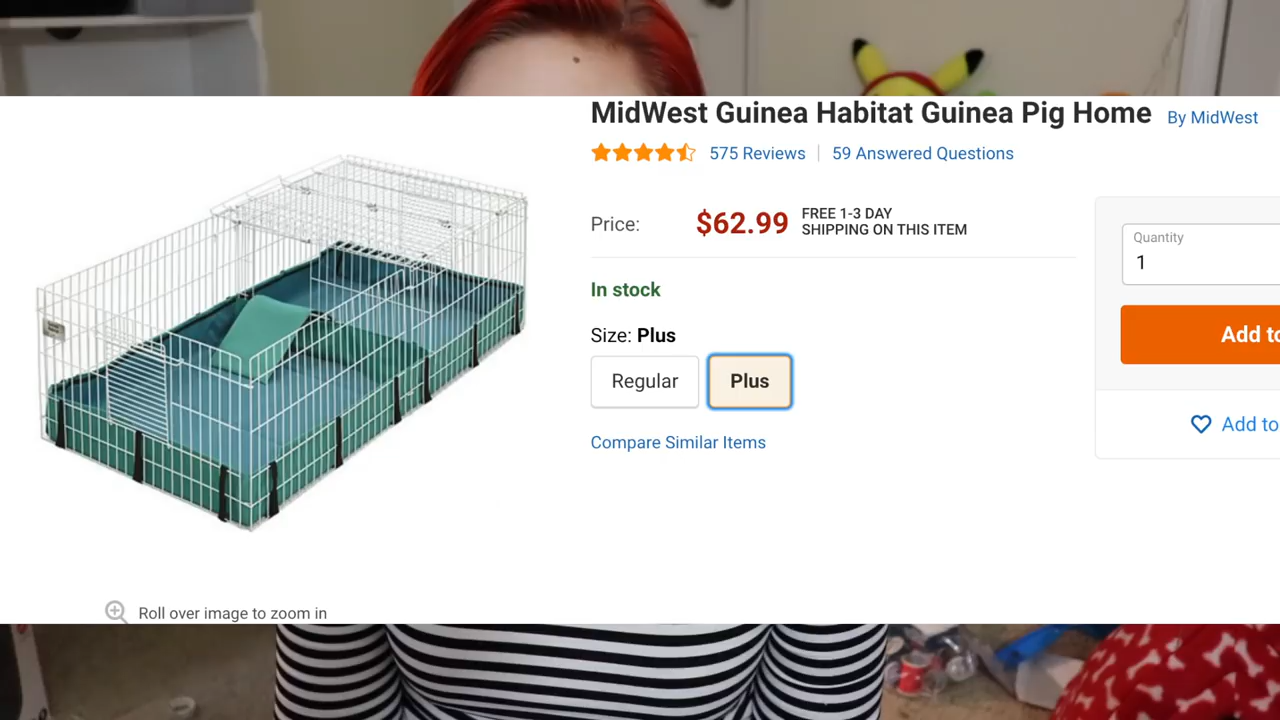 MidWest Guinea Habitat Guinea Pig Home By MidWest
575 Reviews | 59 Answered Questions
Price: $62.99 FREE 1-3 DAY
SHIPPING ON THIS ITEM
In stock
Size: Plus
Regular Plus
Compare Similar Items
Quantity
1
Add to
Add to
Roll over image to zoom in